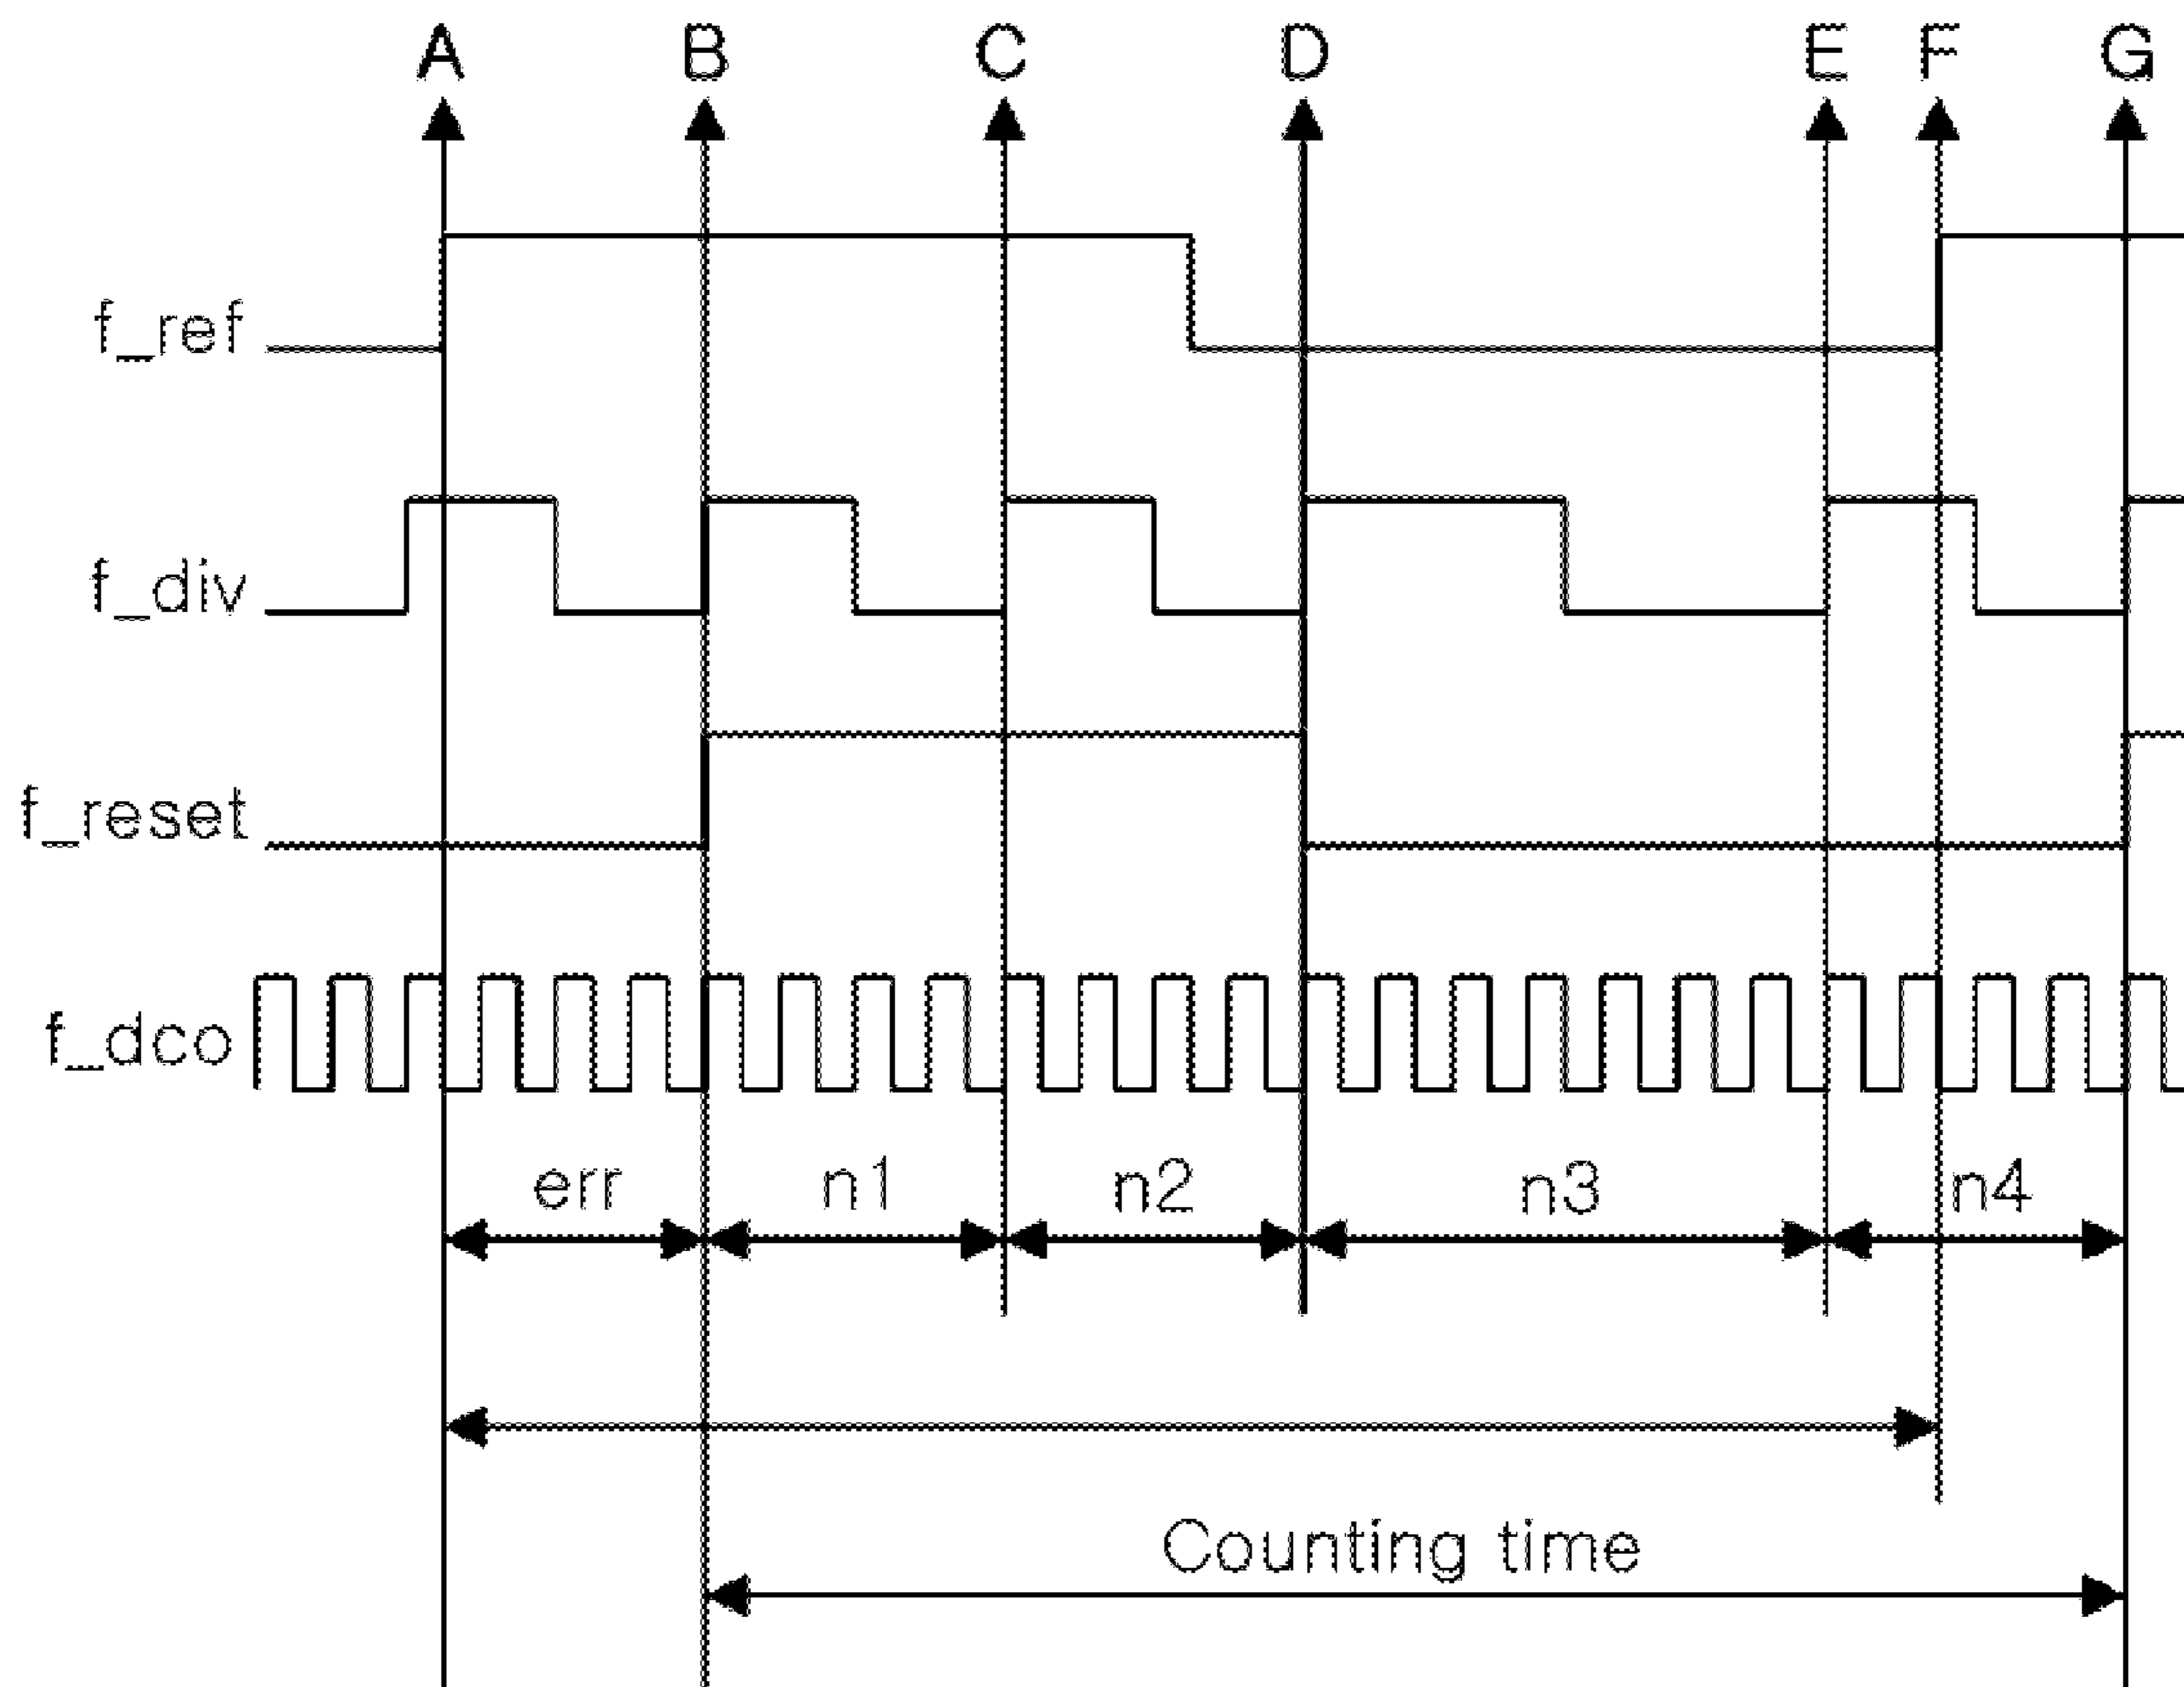 A B C D E F G
f_ref
f_div
f_reset
f_dco
err n1 n2 n3 n4
Counting time